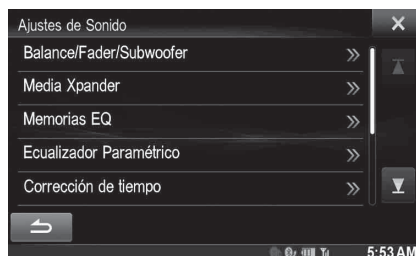 Ajustes de Sonido
Balance/Fader/Subwoofer
Media Xpander
Memorias EQ
Ecualizador Paramétrico
Corrección de tiempo
5:53 AM